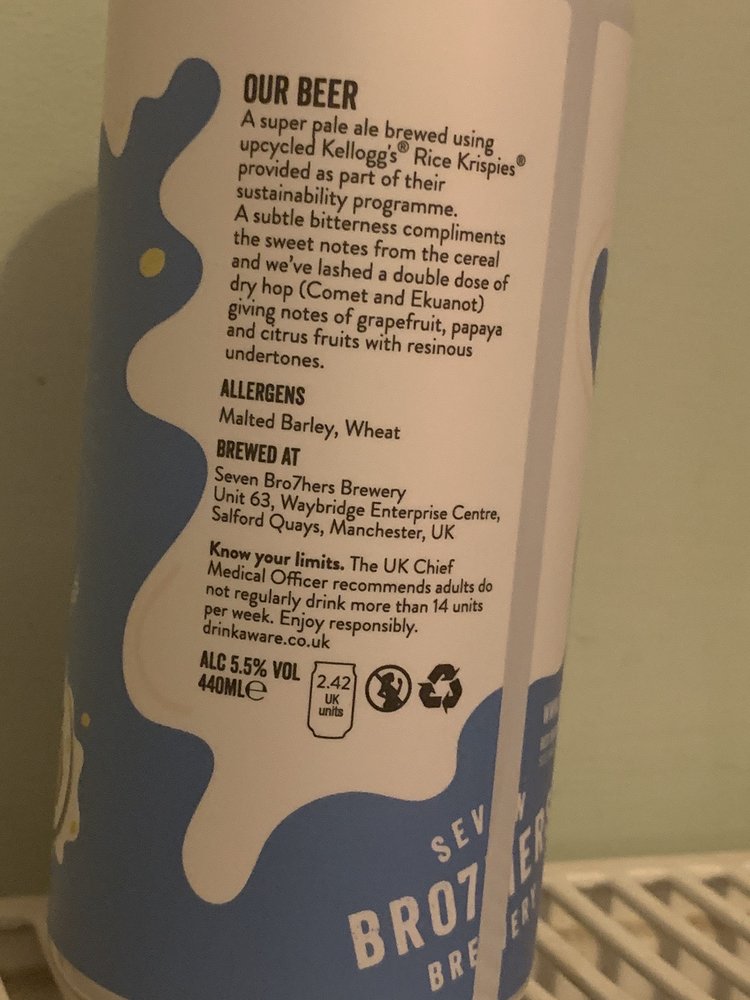 OUR BEER
A super pale ale brewed using
upcycled Kellogg's® Rice Krispies®
provided as part of their
sustainability programme.
A subtle bitterness compliments
the sweet notes from the cereal
and we've lashed a double dose of
dry hop (Comet and Ekuanot)
giving notes of grapefruit, papaya
and citrus fruits with resinous
undertones.
ALLERGENS
Malted Barley, Wheat
BREWED AT
Seven Bro7hers Brewery
Unit 63, Waybridge Enterprise Centre,
Salford Quays, Manchester, UK
Know your limits. The UK Chief
Medical Officer recommends adults do
not regularly drink more than 14 units
per week. Enjoy responsibly.
drinkaware.co.uk
ALC 5.5% VOL
440ML℮
2.42
UK
units
SEV N
BRO7 ERS
BRE ERY